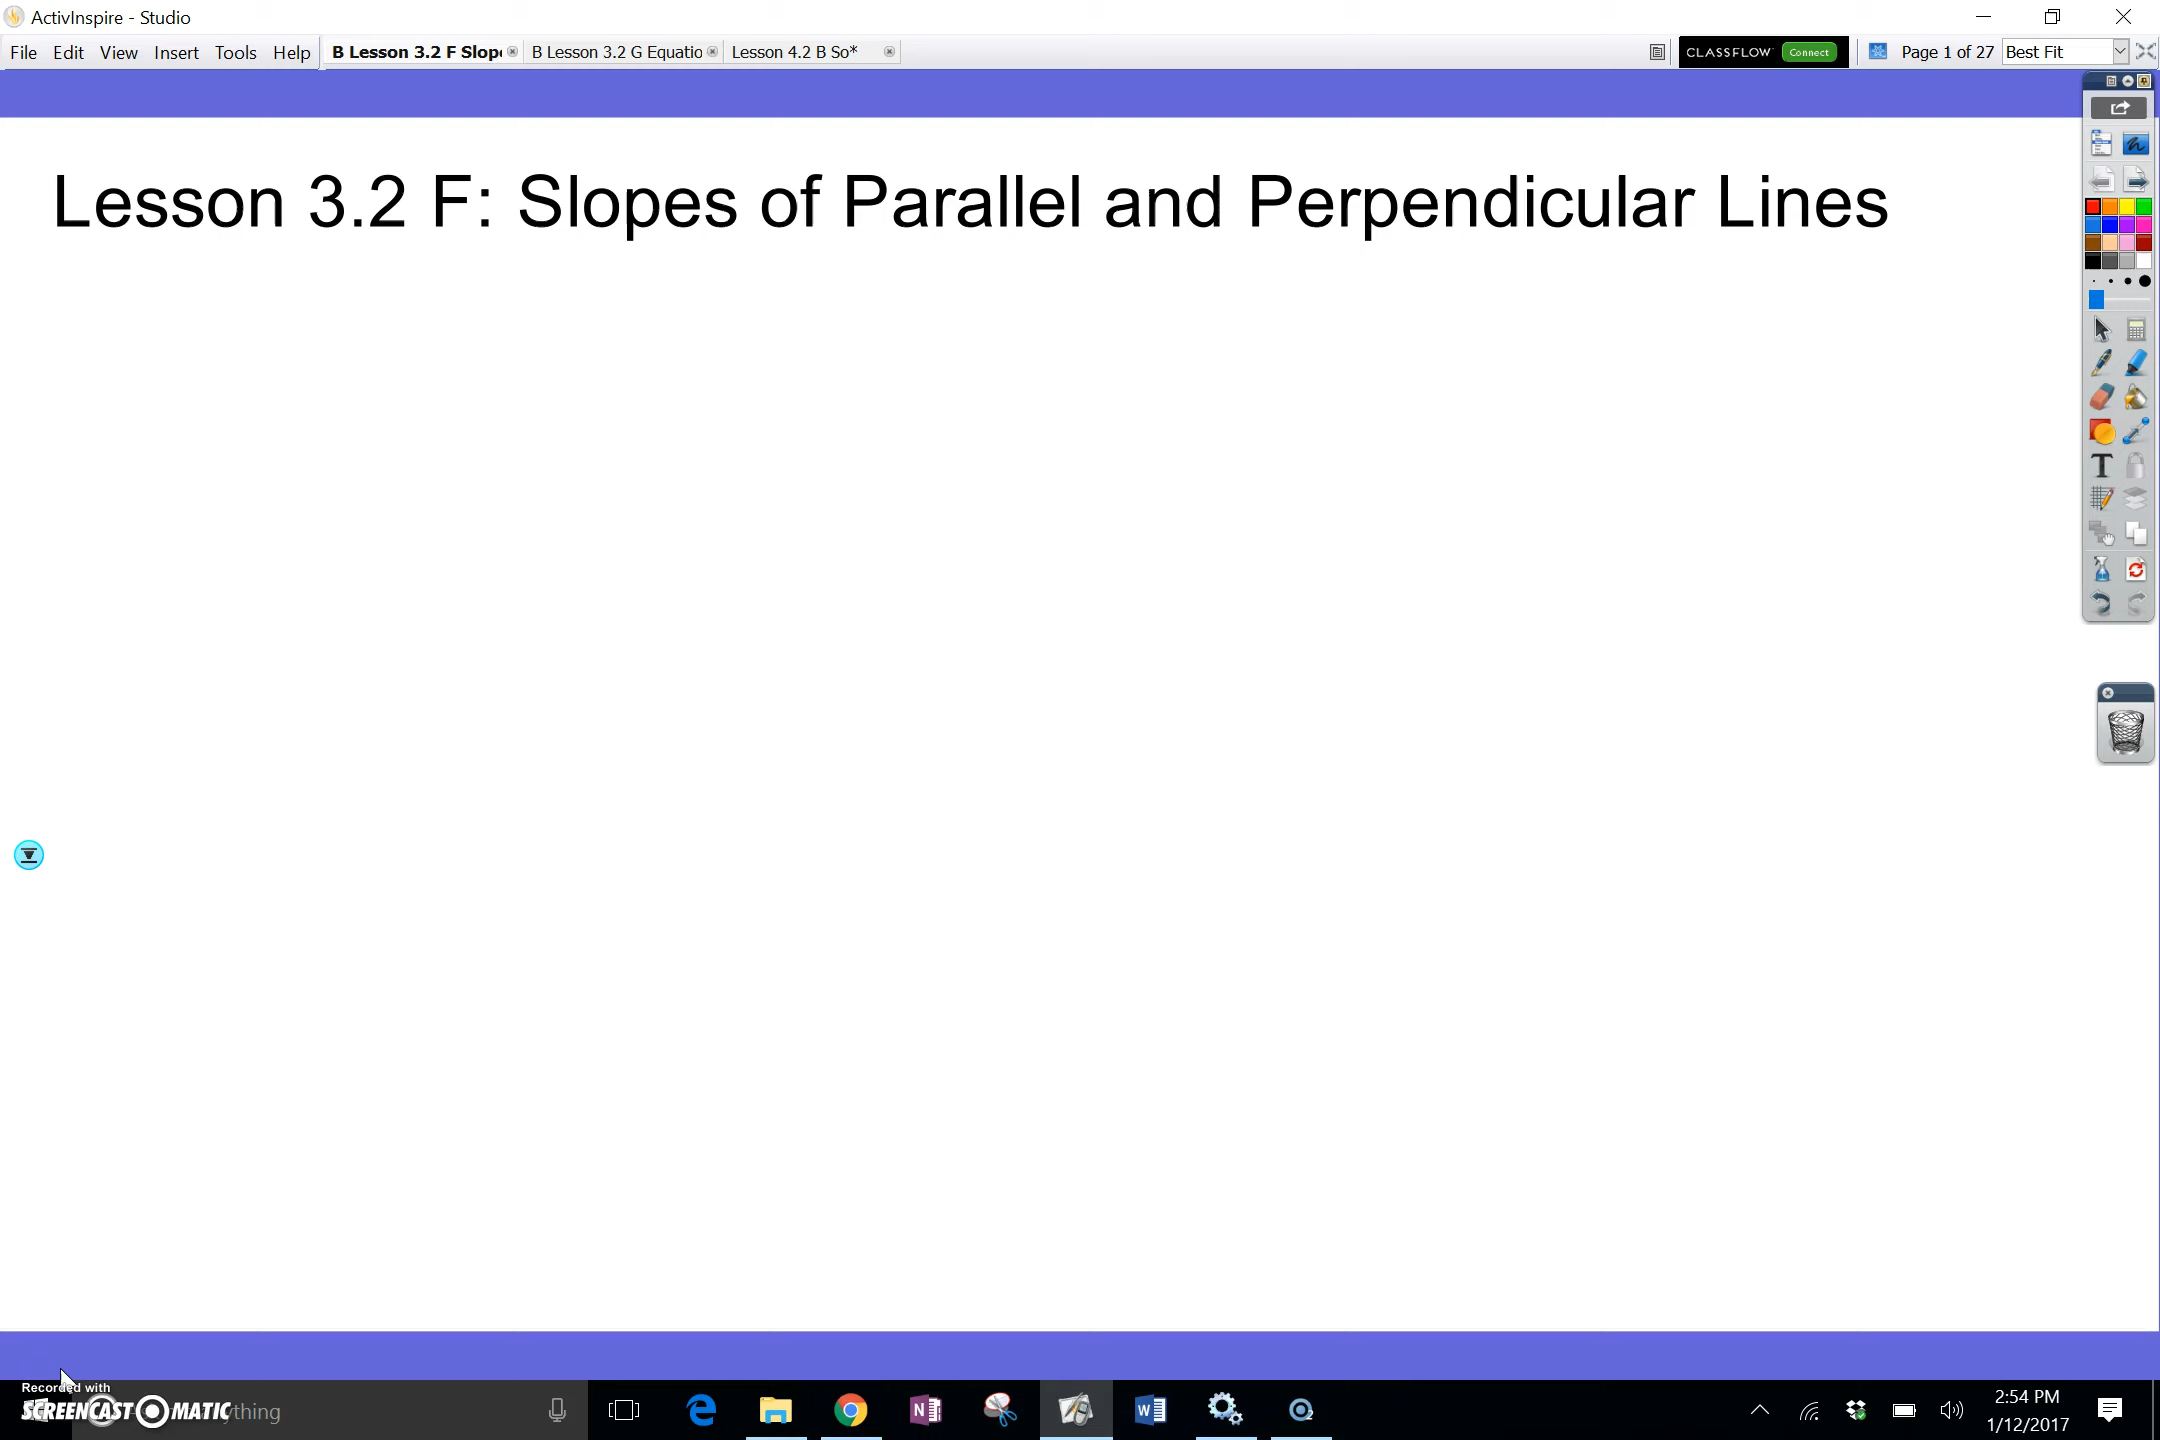 ActivInspire - Studio
File Edit View Insert Tools Help B Lesson 3.2 F Slop B Lesson 3.2 G Equatio Lesson 4.2 B So* CLASSFLOW Connect Page 1 of 27 Best Fit
Lesson 3.2 F: Slopes of Parallel and Perpendicular Lines
T
Recorded with
SCREENCAST MATIC thing
2:54 PM
1/12/2017